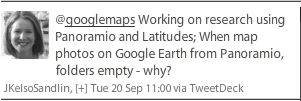 @googlemaps Working on research using
Panoramio and Latitudes; When map
photos on Google Earth from Panoramio,
folders empty - why?
JKelsoSandlin, [+] Tue 20 Sep 11:00 via TweetDeck